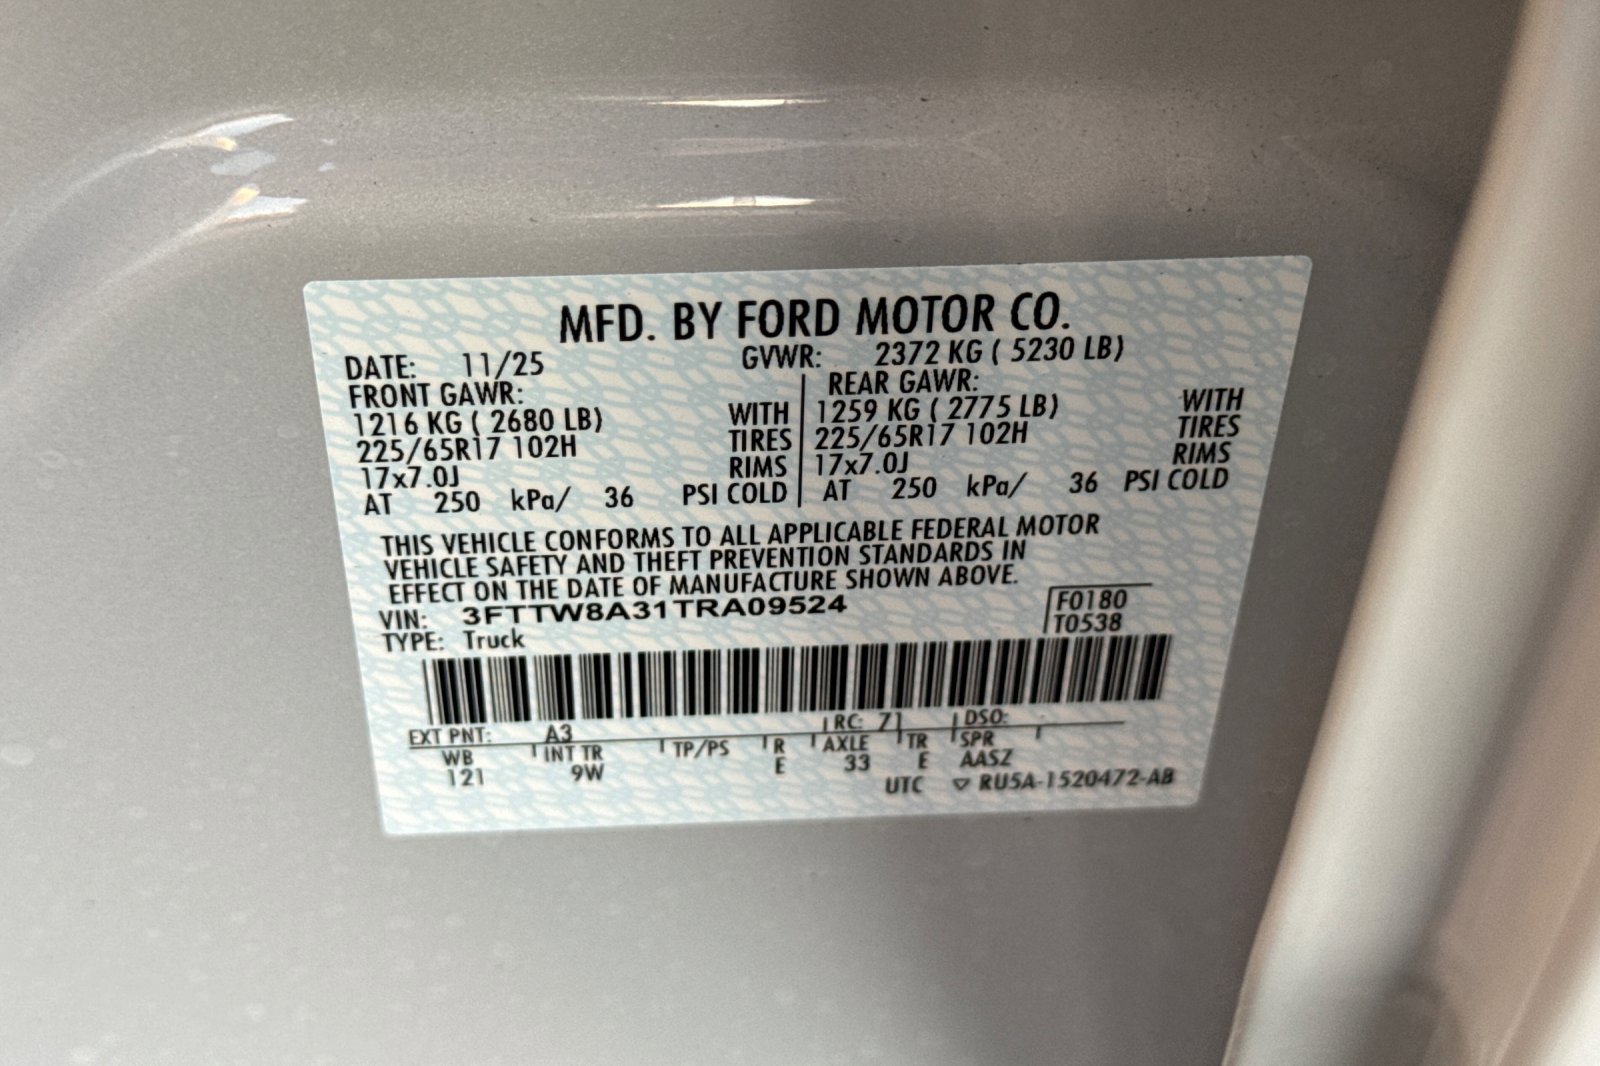 MFD. BY FORD MOTOR CO.
DATE: 11/25 GVWR: 2372 KG ( 5230 LB)
FRONT GAWR: REAR GAWR:
1216 KG ( 2680 LB) WITH 1259 KG ( 2775 LB) WITH
225/65R17 102H TIRES 225/65R17 102H TIRES
17x7.0J RIMS 17x7.0J RIMS
AT 250 kPa/ 36 PSI COLD AT 250 kPa/ 36 PSI COLD
THIS VEHICLE CONFORMS TO ALL APPLICABLE FEDERAL MOTOR
VEHICLE SAFETY AND THEFT PREVENTION STANDARDS IN
EFFECT ON THE DATE OF MANUFACTURE SHOWN ABOVE.
VIN: 3FTTW8A31TRA09524 F0180
TYPE: Truck T0538
EXT PNT: A3 RC: 71 DSO:
WB INT TR TP/PS R AXLE TR SPR
121 9W E 33 E AASZ
UTC ▽ RU5A-1520472-AB